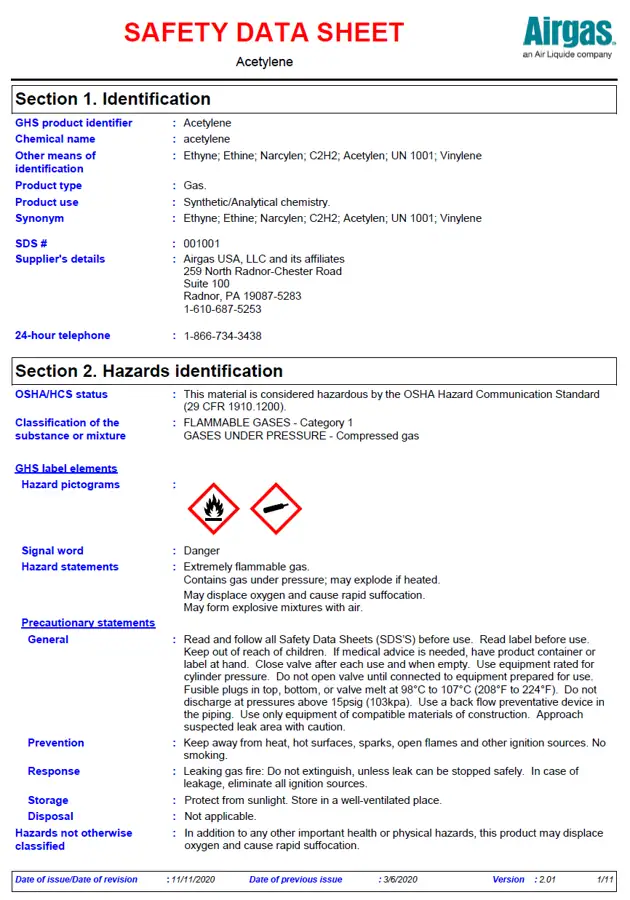 SAFETY DATA SHEET
Airgas
an Air Liquide company
Acetylene
Section 1. Identification
GHS product identifier : Acetylene
Chemical name : acetylene
Other means of : Ethyne; Ethine; Narcylen; C2H2; Acetylen; UN 1001; Vinylene
identification
Product type : Gas.
Product use : Synthetic/Analytical chemistry.
Synonym : Ethyne; Ethine; Narcylen; C2H2; Acetylen; UN 1001; Vinylene
SDS # : 001001
Supplier's details : Airgas USA, LLC and its affiliates
259 North Radnor-Chester Road
Suite 100
Radnor, PA 19087-5283
1-610-687-5253
24-hour telephone : 1-866-734-3438
Section 2. Hazards identification
OSHA/HCS status : This material is considered hazardous by the OSHA Hazard Communication Standard
(29 CFR 1910.1200).
Classification of the : FLAMMABLE GASES - Category 1
substance or mixture GASES UNDER PRESSURE - Compressed gas
GHS label elements
Hazard pictograms :
Signal word : Danger
Hazard statements : Extremely flammable gas.
Contains gas under pressure; may explode if heated.
May displace oxygen and cause rapid suffocation.
May form explosive mixtures with air.
Precautionary statements
General : Read and follow all Safety Data Sheets (SDS'S) before use. Read label before use.
Keep out of reach of children. If medical advice is needed, have product container or
label at hand. Close valve after each use and when empty. Use equipment rated for
cylinder pressure. Do not open valve until connected to equipment prepared for use.
Fusible plugs in top, bottom, or valve melt at 98°C to 107°C (208°F to 224°F). Do not
discharge at pressures above 15psig (103kpa). Use a back flow preventative device in
the piping. Use only equipment of compatible materials of construction. Approach
suspected leak area with caution.
Prevention : Keep away from heat, hot surfaces, sparks, open flames and other ignition sources. No
smoking.
Response : Leaking gas fire: Do not extinguish, unless leak can be stopped safely. In case of
leakage, eliminate all ignition sources.
Storage : Protect from sunlight. Store in a well-ventilated place.
Disposal : Not applicable.
Hazards not otherwise : In addition to any other important health or physical hazards, this product may displace
classified oxygen and cause rapid suffocation.
Date of issue/Date of revision : 11/11/2020 Date of previous issue : 3/6/2020 Version : 2.01 1/11